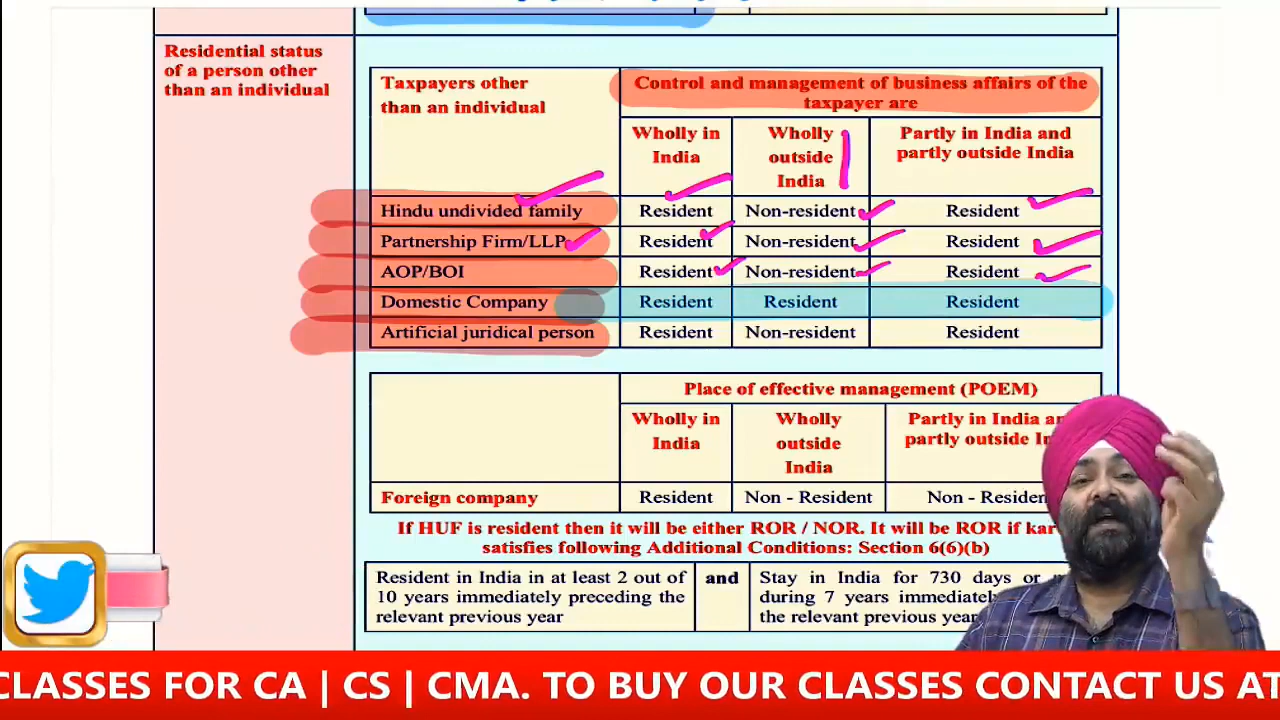 Residential status
of a person other
than an individual
Taxpayers other
than an individual
Control and management of business affairs of the
taxpayer are
Wholly in
India
Wholly
outside
India
Partly in India and
partly outside India
Hindu undivided family
Resident
Non-resident
Resident
Partnership Firm/LLP
Resident
Non-resident
Resident
AOP/BOI
Resident
Non-resident
Resident
Domestic Company
Resident
Resident
Resident
Artificial juridical person
Resident
Non-resident
Resident
Place of effective management (POEM)
Wholly in
India
Wholly
outside
India
Partly in India
partly outside
Foreign company
Resident
Non - Resident
Non - Residen
If HUF is resident then it will be either ROR / NOR. It will be ROR if kar
satisfies following Additional Conditions: Section 6(6)(b)
Resident in India in at least 2 out of
10 years immediately preceding the
relevant previous year
and
Stay in India for 730 days or
during 7 years immediately
the relevant previous year
CLASSES FOR CA | CS | CMA. TO BUY OUR CLASSES CONTACT US AT